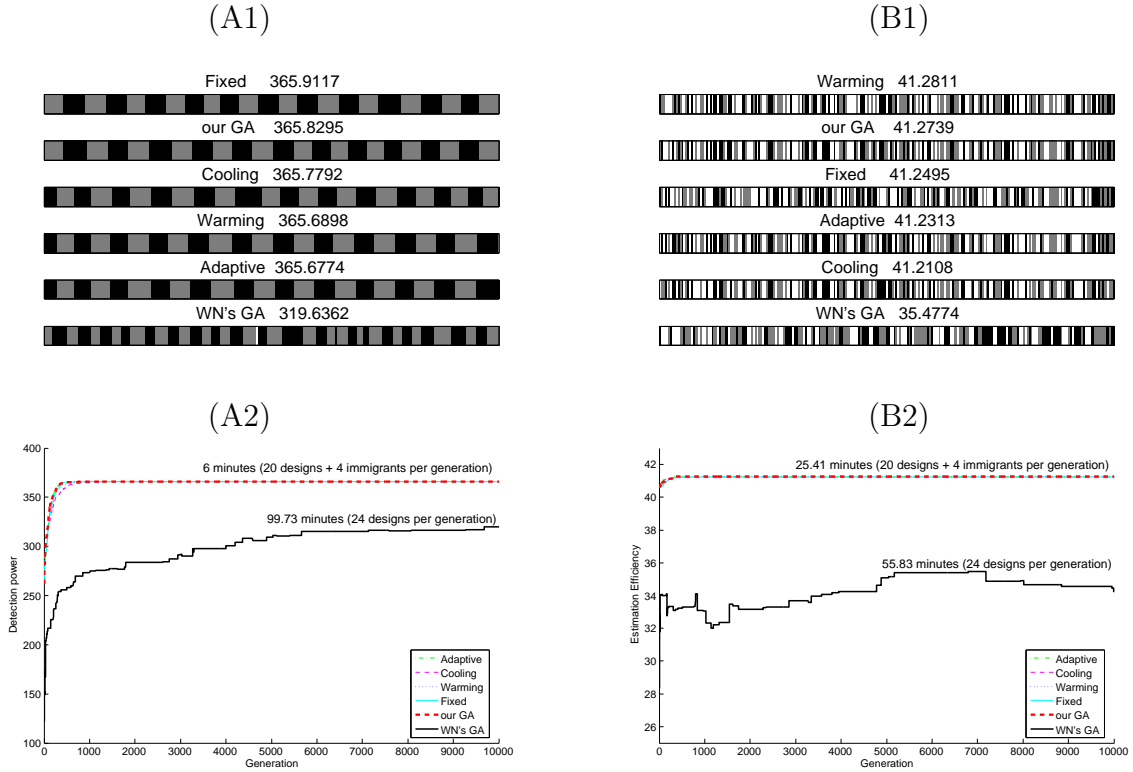 (A1)
Fixed 365.9117
our GA 365.8295
Cooling 365.7792
Warming 365.6898
Adaptive 365.6774
WN's GA 319.6362
(B1)
Warming 41.2811
our GA 41.2739
Fixed 41.2495
Adaptive 41.2313
Cooling 41.2108
WN's GA 35.4774
(A2)
400
350
300
250
200
150
100
Detection power
6 minutes (20 designs + 4 immigrants per generation)
99.73 minutes (24 designs per generation)
Adaptive
Cooling
Warming
Fixed
our GA
WN's GA
0 1000 2000 3000 4000 5000 6000 7000 8000 9000 10000
Generation
(B2)
42
40
38
36
34
32
30
28
26
Estimation Efficiency
25.41 minutes (20 designs + 4 immigrants per generation)
55.83 minutes (24 designs per generation)
Adaptive
Cooling
Warming
Fixed
our GA
WN's GA
0 1000 2000 3000 4000 5000 6000 7000 8000 9000 10000
Generation